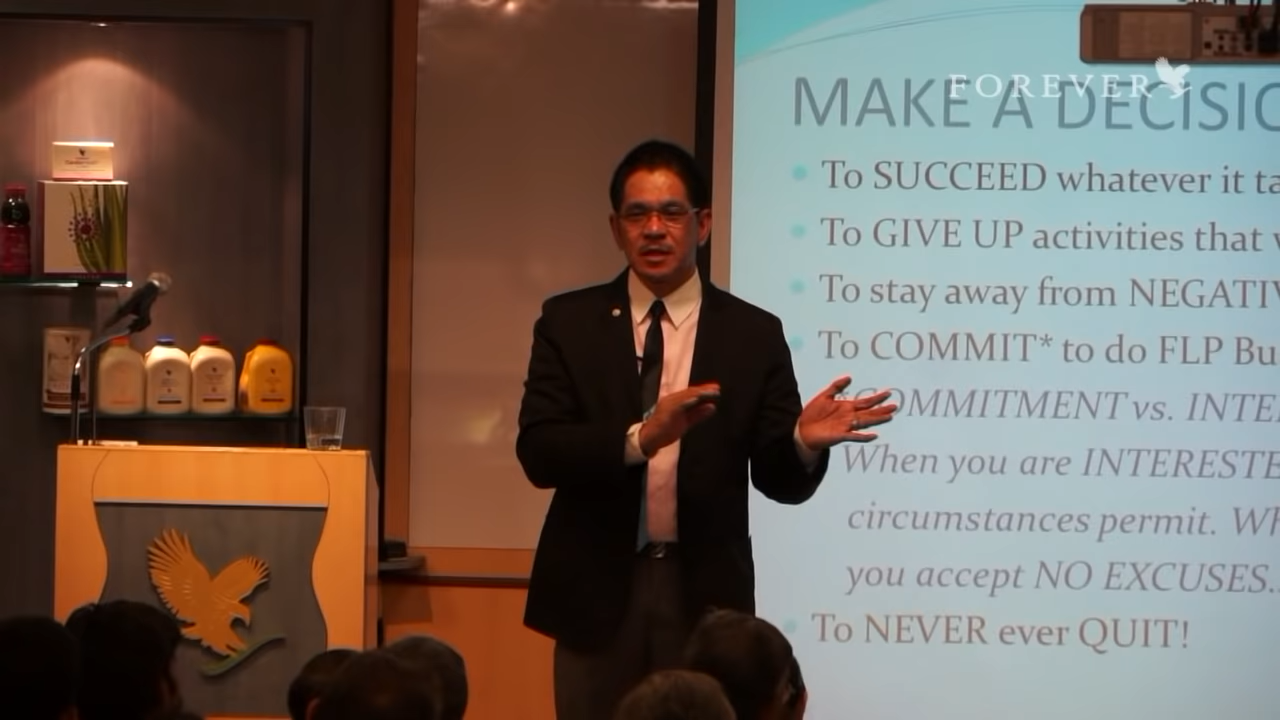 FOREVER
MAKE A DECISIO
To SUCCEED whatever it ta
To GIVE UP activities that w
To stay away from NEGATIV
To COMMIT* to do FLP Bu
*COMMITMENT vs. INTE
When you are INTERESTE
circumstances permit. Wh
you accept NO EXCUSES..
To NEVER ever QUIT!